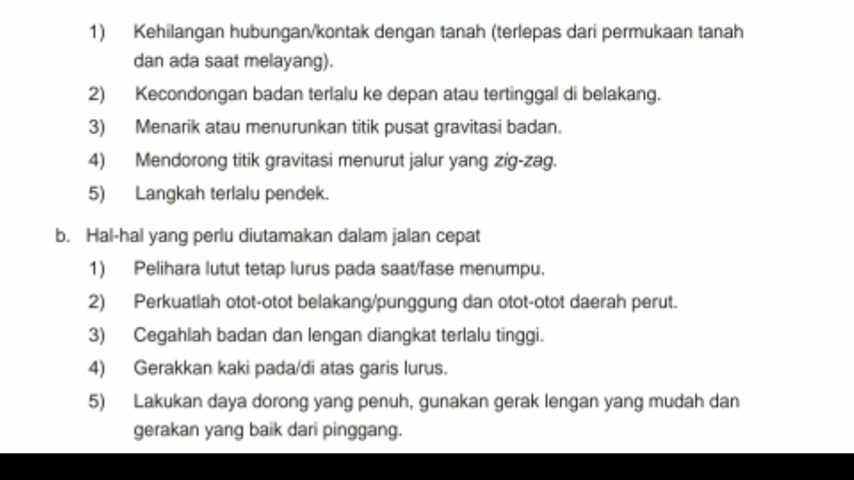 1) Kehilangan hubungan/kontak dengan tanah (terlepas dari permukaan tanah
dan ada saat melayang).
2) Kecondongan badan terlalu ke depan atau tertinggal di belakang.
3) Menarik atau menurunkan titik pusat gravitasi badan.
4) Mendorong titik gravitasi menurut jalur yang zig-zag.
5) Langkah terlalu pendek.
b. Hal-hal yang perlu diutamakan dalam jalan cepat
1) Pelihara lutut tetap lurus pada saat/fase menumpu.
2) Perkuatlah otot-otot belakang/punggung dan otot-otot daerah perut.
3) Cegahlah badan dan lengan diangkat terlalu tinggi.
4) Gerakkan kaki pada/di atas garis lurus.
5) Lakukan daya dorong yang penuh, gunakan gerak lengan yang mudah dan
gerakan yang baik dari pinggang.